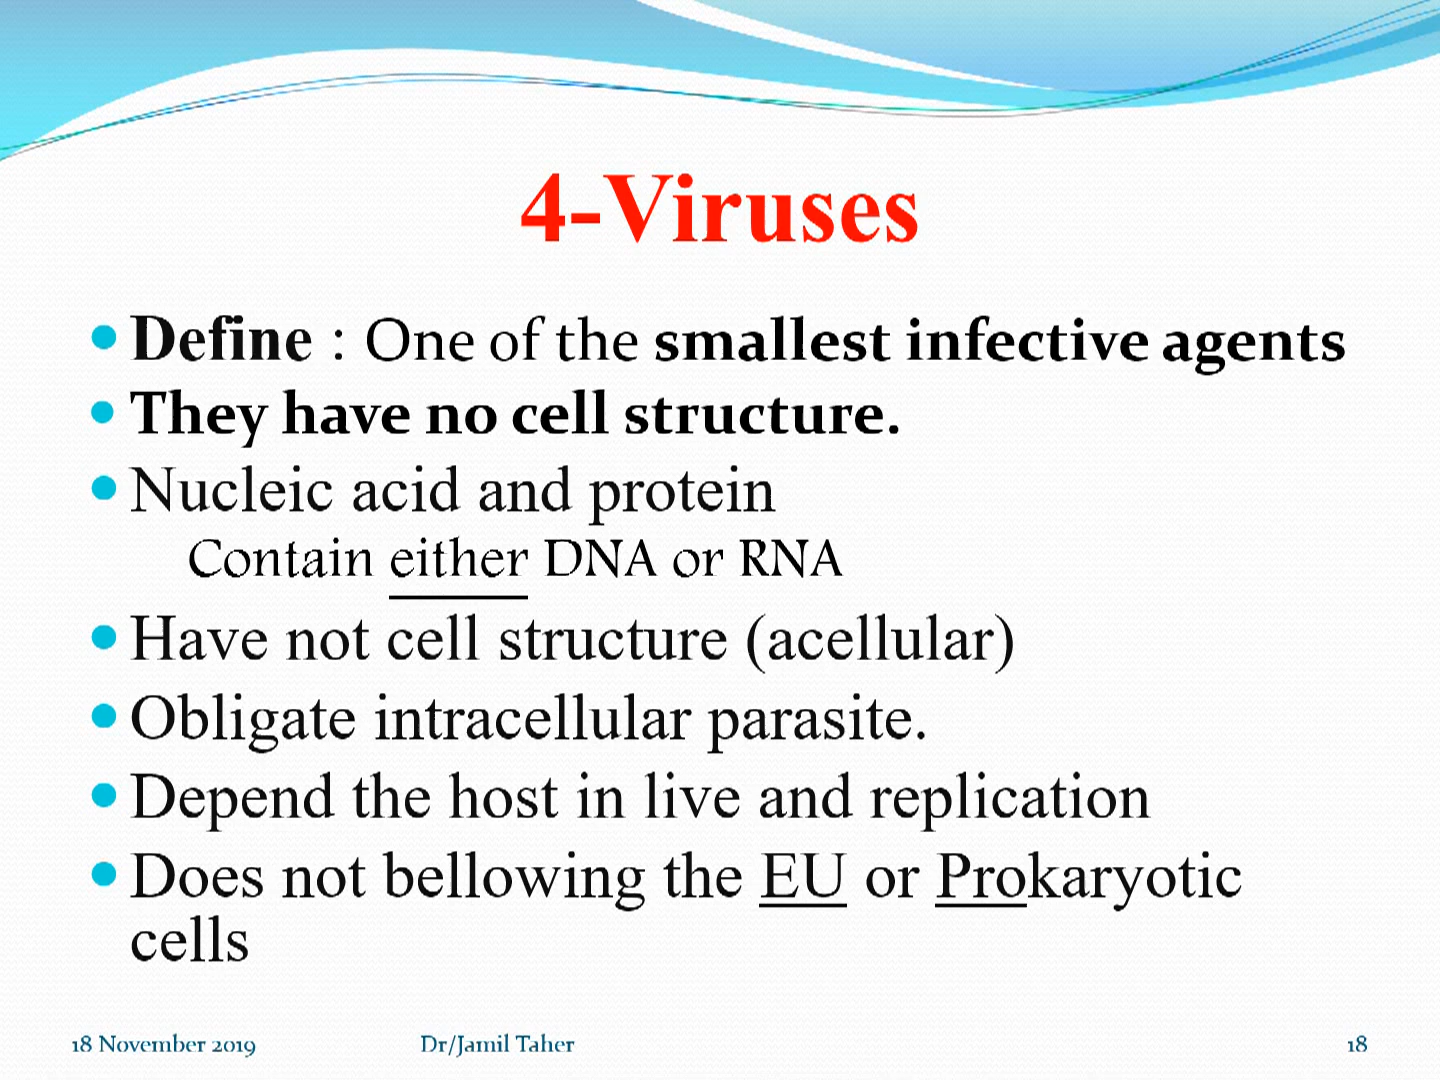 4-Viruses
Define : One of the smallest infective agents
They have no cell structure.
Nucleic acid and protein
Contain either DNA or RNA
Have not cell structure (acellular)
Obligate intracellular parasite.
Depend the host in live and replication
Does not bellowing the EU or Prokaryotic
cells
18 November 2019 Dr/Jamil Taher 18